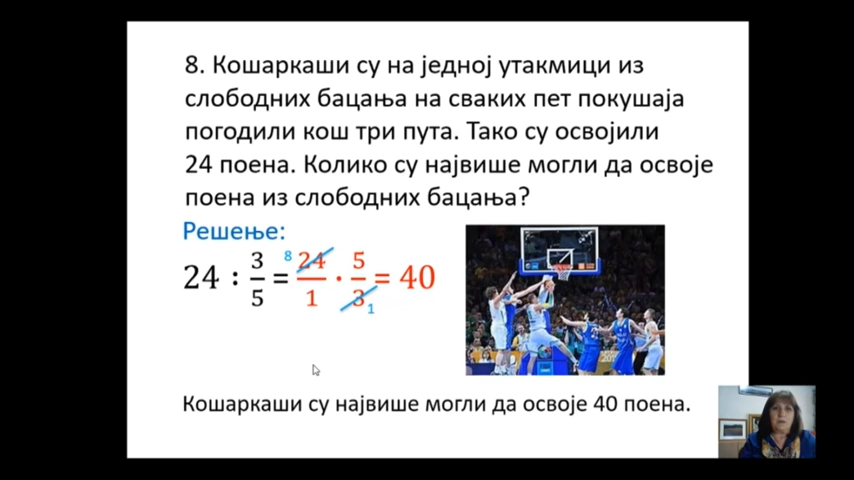 8. Кошаркаши су на једној утакмици из
слободних бацања на сваких пет покушаја
погодили кош три пута. Тако су освојили
24 поена. Колико су највише могли да освоје
поена из слободних бацања?
Решење:
24 : 3/5 = 24/1 · 5/3 = 40
8
1
Кошаркаши су највише могли да освоје 40 поена.